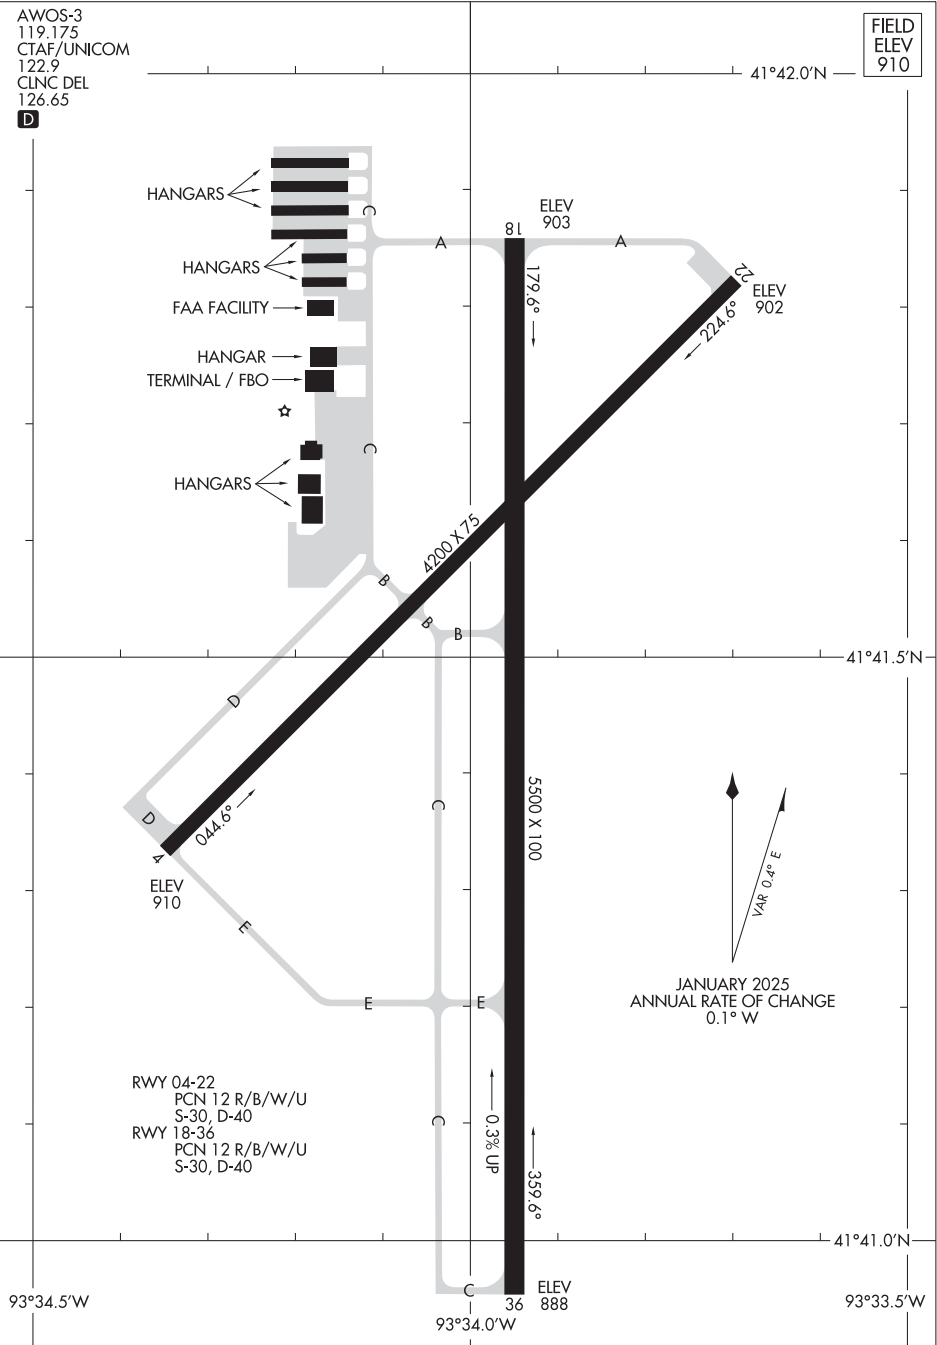 AWOS-3
119.175
CTAF/UNICOM
122.9
CLNC DEL
126.65
D
FIELD
ELEV
910
41°42.0'N
HANGARS
C
ELEV
903
18
A
A
HANGARS
22
179.6°
ELEV
902
FAA FACILITY
224.6°
HANGAR
TERMINAL / FBO
C
HANGARS
4200 X 75
B
B
B
41°41.5'N
D
C
5500 X 100
D
044.6°
4
ELEV
910
VAR 0.4° E
E
JANUARY 2025
ANNUAL RATE OF CHANGE
0.1° W
E
E
RWY 04-22
PCN 12 R/B/W/U
S-30, D-40
RWY 18-36
PCN 12 R/B/W/U
S-30, D-40
C
0.3% UP
359.6°
41°41.0'N
C
36
ELEV
888
93°34.5'W
93°34.0'W
93°33.5'W